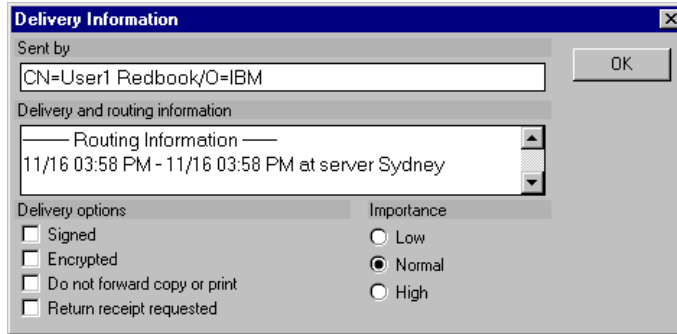 Delivery Information
Sent by
CN=User1 Redbook/O=IBM
OK
Delivery and routing information
—— Routing Information ——
11/16 03:58 PM - 11/16 03:58 PM at server Sydney
Delivery options
Signed
Encrypted
Do not forward copy or print
Return receipt requested
Importance
Low
Normal
High